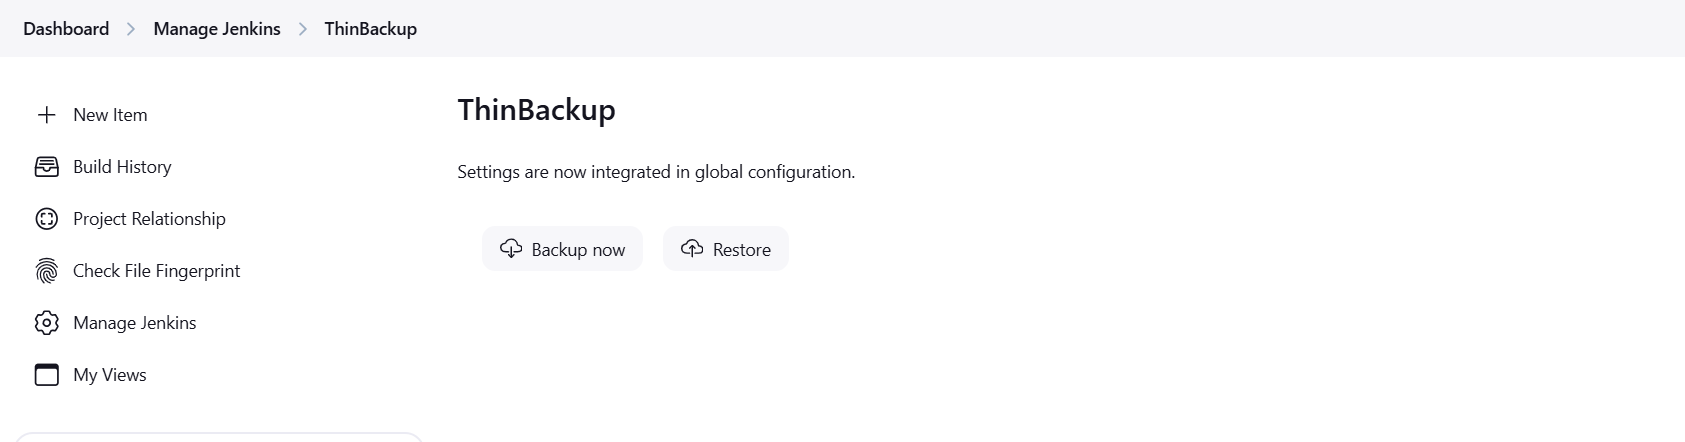 Dashboard > Manage Jenkins > ThinBackup
New Item
Build History
Project Relationship
Check File Fingerprint
Manage Jenkins
My Views
ThinBackup
Settings are now integrated in global configuration.
Backup now Restore